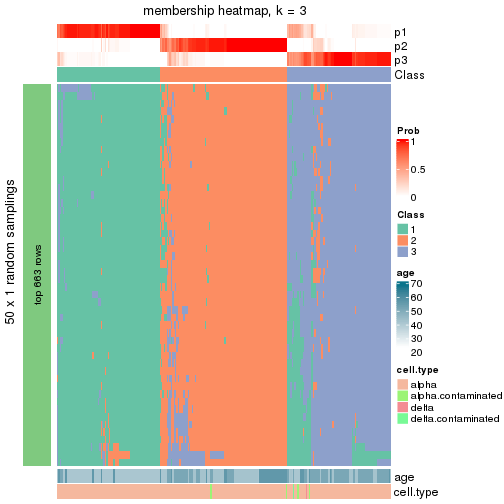 membership heatmap, k = 3
p1
p2
p3
Class
50 x 1 random samplings
top 663 rows
Prob
1
0.5
0
Class
1
2
3
age
70
60
50
40
30
20
cell.type
alpha
alpha.contaminated
delta
delta.contaminated
age
cell.type